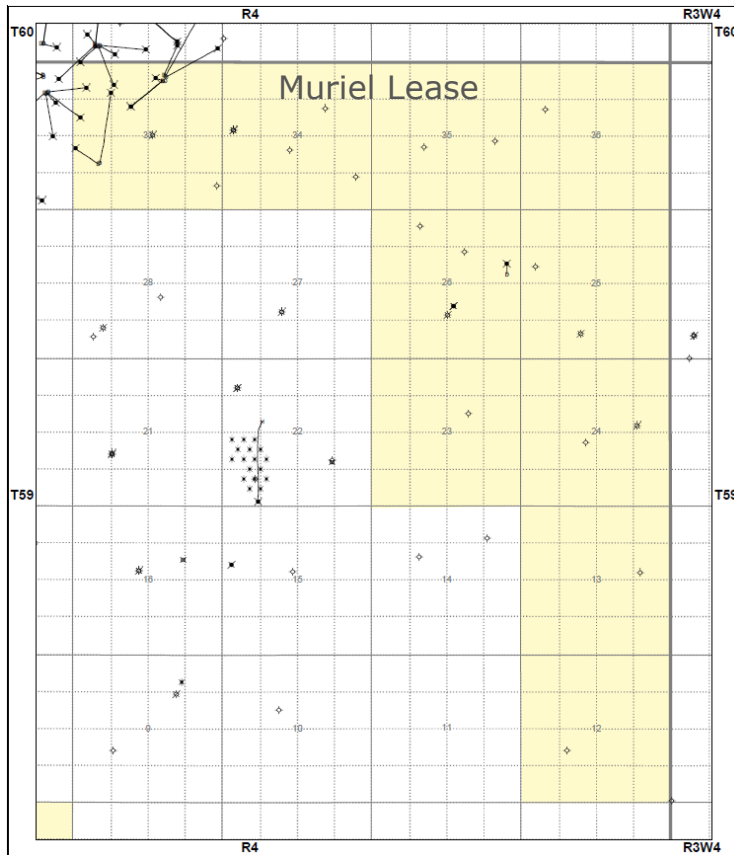 R4 R3W4
T60 T60
Muriel Lease
33 34 35 36
28 27 26 25
21 22 23 24
T59 T59
16 15 14 13
9 10 11 12
R4 R3W4